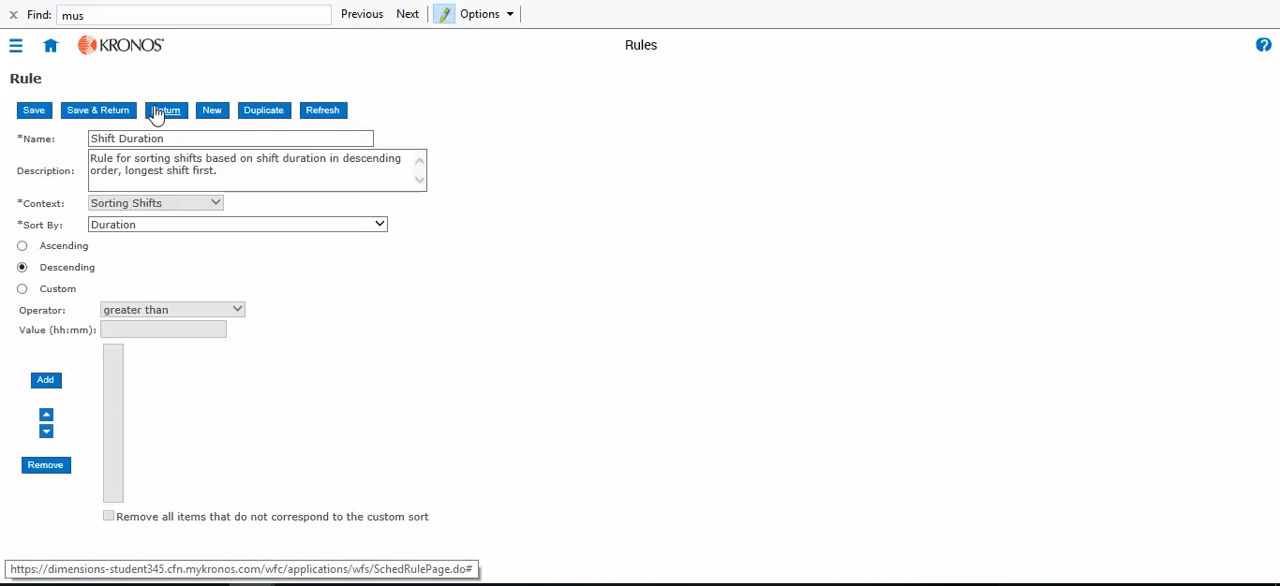 Find: mus Previous Next Options
KRONOS Rules
Rule
Save Save & Return Return New Duplicate Refresh
*Name: Shift Duration
Description: Rule for sorting shifts based on shift duration in descending
order, longest shift first.
*Context: Sorting Shifts
*Sort By: Duration
Ascending
Descending
Custom
Operator: greater than
Value (hh:mm):
Add
Remove
Remove all items that do not correspond to the custom sort
https://dimensions-student345.cfn.mykronos.com/wfc/applications/wfs/SchedRulePage.do#